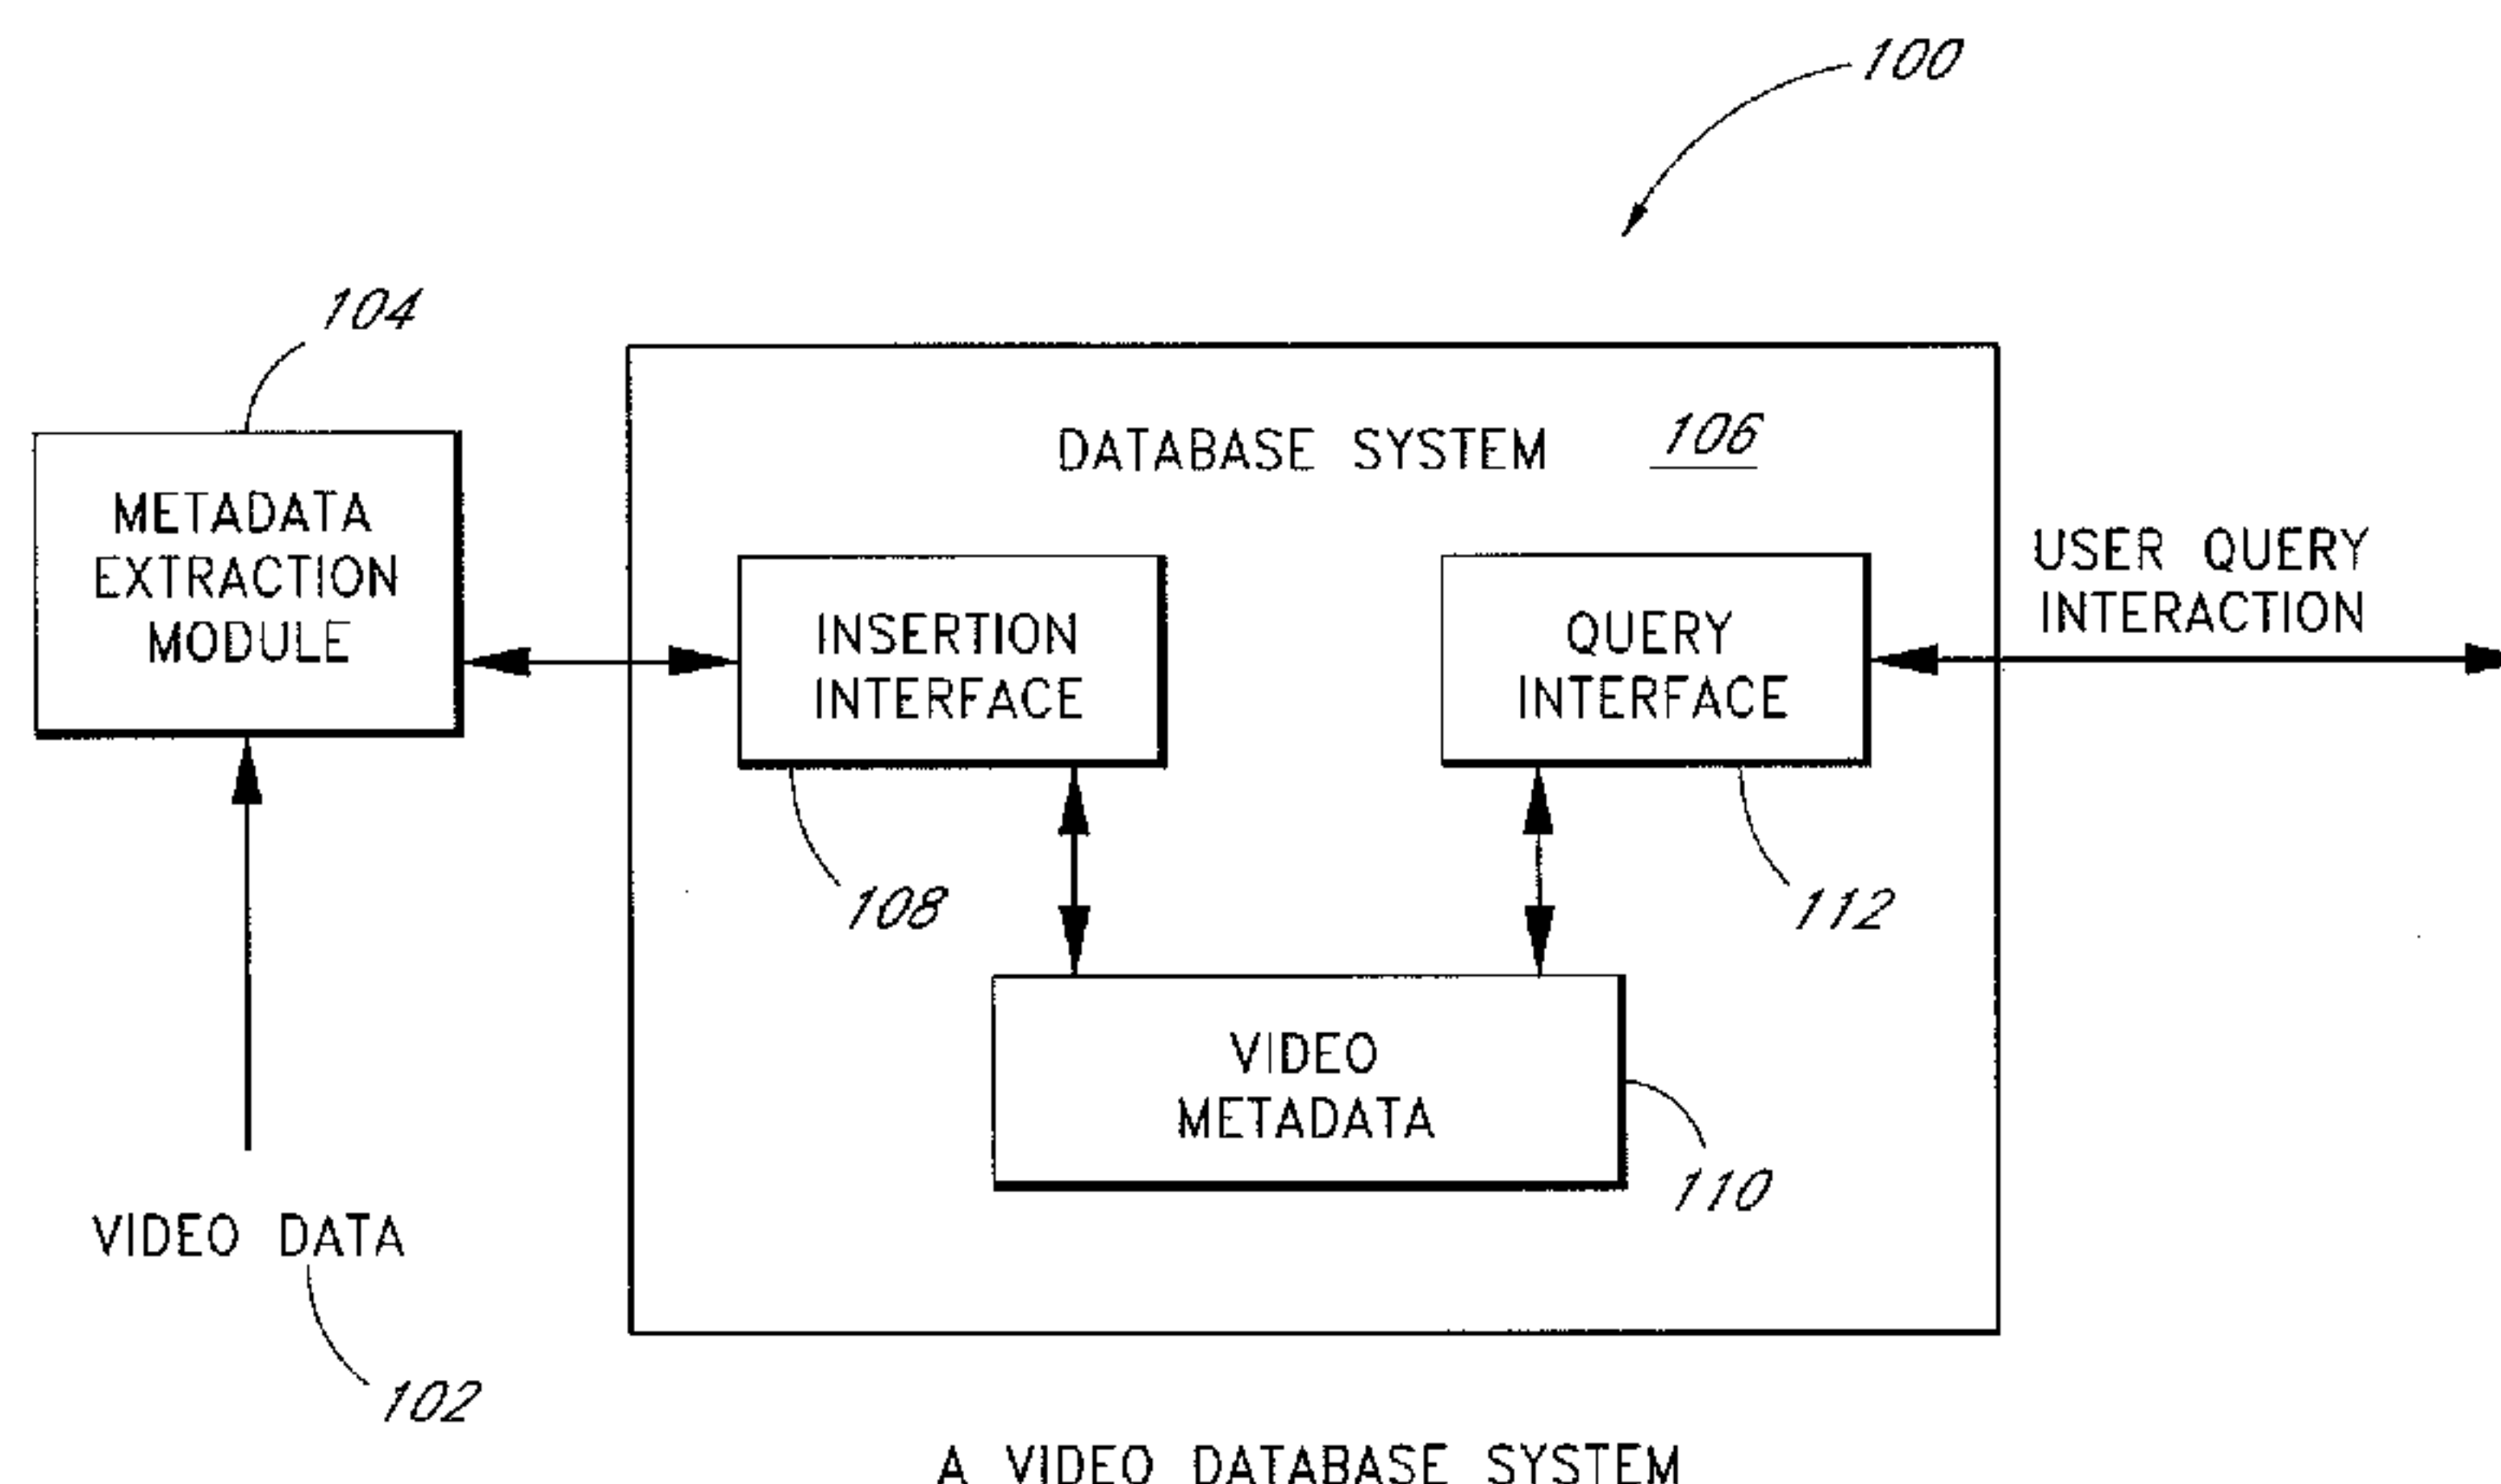 100
104
DATABASE SYSTEM 106
METADATA
EXTRACTION
MODULE
INSERTION
INTERFACE
QUERY
INTERFACE
USER QUERY
INTERACTION
108
112
VIDEO
METADATA
110
VIDEO DATA
102
A VIDEO DATABASE SYSTEM